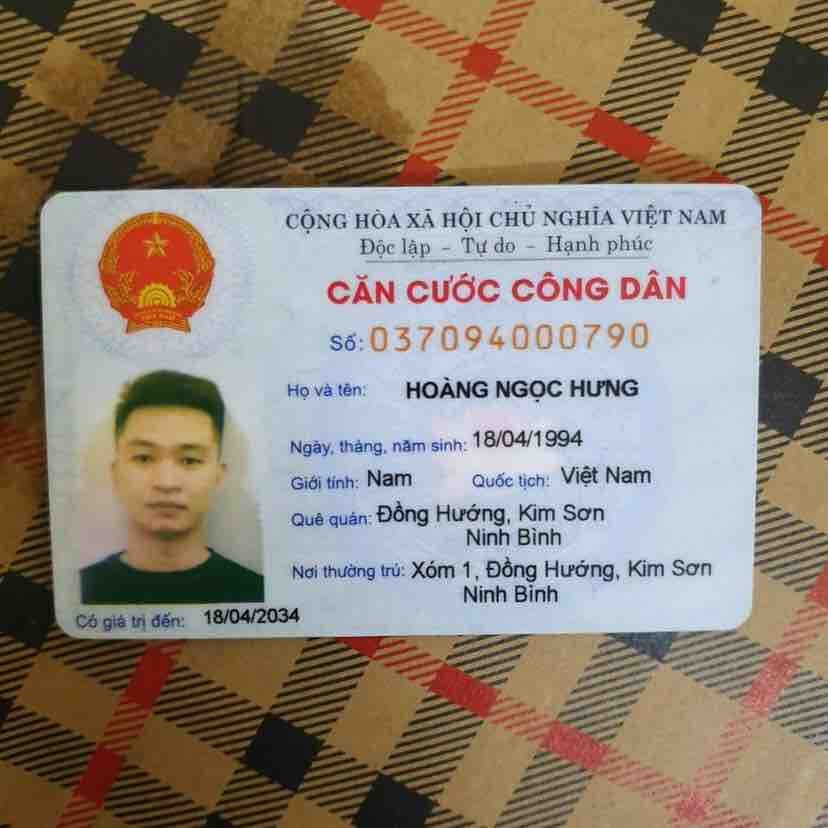 CỘNG HÒA XÃ HỘI CHỦ NGHĨA VIỆT NAM
Độc lập - Tự do - Hạnh phúc
CĂN CƯỚC CÔNG DÂN
Số: 037094000790
Họ và tên: HOÀNG NGỌC HƯNG
Ngày, tháng, năm sinh: 18/04/1994
Giới tính: Nam Quốc tịch: Việt Nam
Quê quán: Đồng Hướng, Kim Sơn
Ninh Bình
Nơi thường trú: Xóm 1, Đồng Hướng, Kim Sơn
Ninh Bình
Có giá trị đến: 18/04/2034